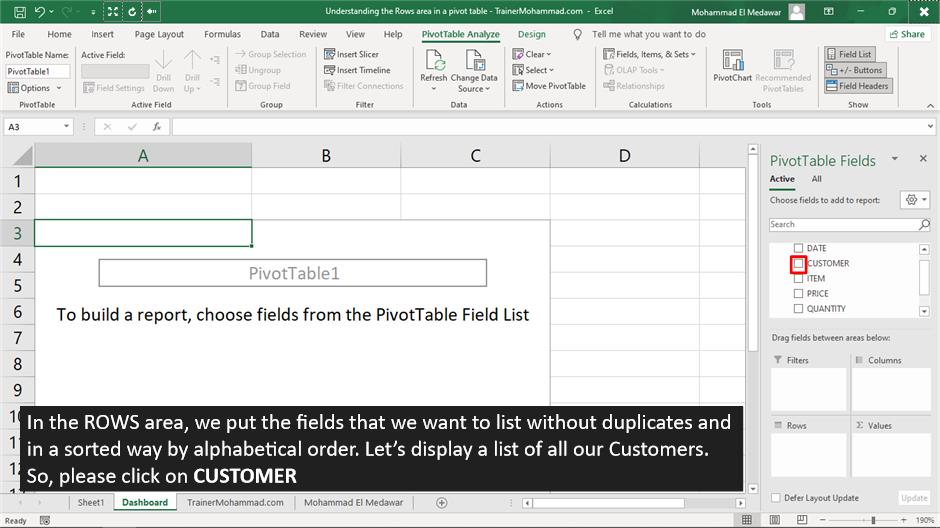 Understanding the Rows area in a pivot table - TrainerMohammad.com - Excel
Mohammad El Medawar
File Home Insert Page Layout Formulas Data Review View Help PivotTable Analyze Design Tell me what you want to do Share
PivotTable Name:
PivotTable1
Options
PivotTable
Active Field:
Field Settings
Drill Down
Drill Up
Active Field
Group Selection
Ungroup
Group Field
Group
Insert Slicer
Insert Timeline
Filter Connections
Filter
Refresh
Change Data
Source
Data
Clear
Select
Move PivotTable
Actions
Fields, Items, & Sets
OLAP Tools
Relationships
Calculations
PivotChart
Recommended
PivotTables
Tools
Field List
+/- Buttons
Field Headers
Show
A3
fx
A B C D
1
2
3
4
5
6
7
8
9
PivotTable1
To build a report, choose fields from the PivotTable Field List
PivotTable Fields
Active All
Choose fields to add to report:
Search
DATE
CUSTOMER
ITEM
PRICE
QUANTITY
Drag fields between areas below:
Filters
Columns
Rows
Σ Values
Defer Layout Update
Update
In the ROWS area, we put the fields that we want to list without duplicates and
in a sorted way by alphabetical order. Let’s display a list of all our Customers.
So, please click on CUSTOMER
Sheet1 Dashboard TrainerMohammad.com Mohammad El Medawar
Ready
190%